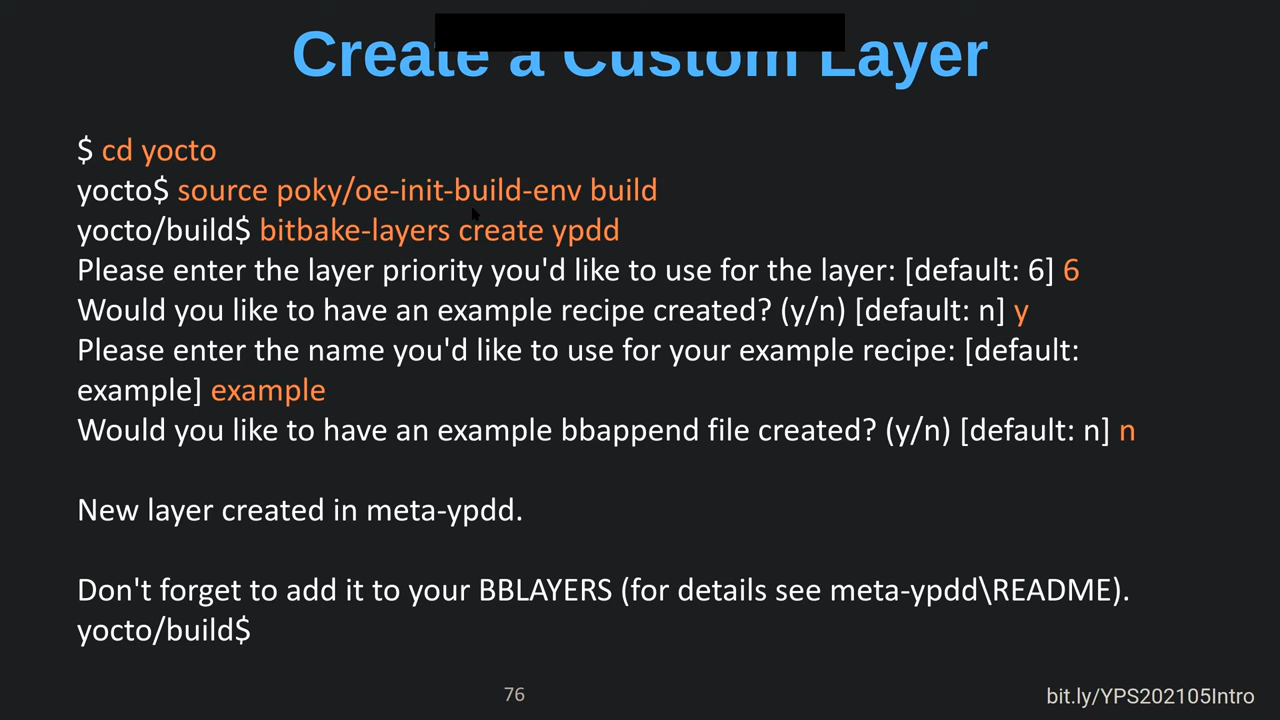 Create a Custom Layer
$ cd yocto
yocto$ source poky/oe-init-build-env build
yocto/build$ bitbake-layers create ypdd
Please enter the layer priority you'd like to use for the layer: [default: 6] 6
Would you like to have an example recipe created? (y/n) [default: n] y
Please enter the name you'd like to use for your example recipe: [default:
example] example
Would you like to have an example bbappend file created? (y/n) [default: n] n
New layer created in meta-ypdd.
Don't forget to add it to your BBLAYERS (for details see meta-ypdd\README).
yocto/build$
76
bit.ly/YPS202105Intro